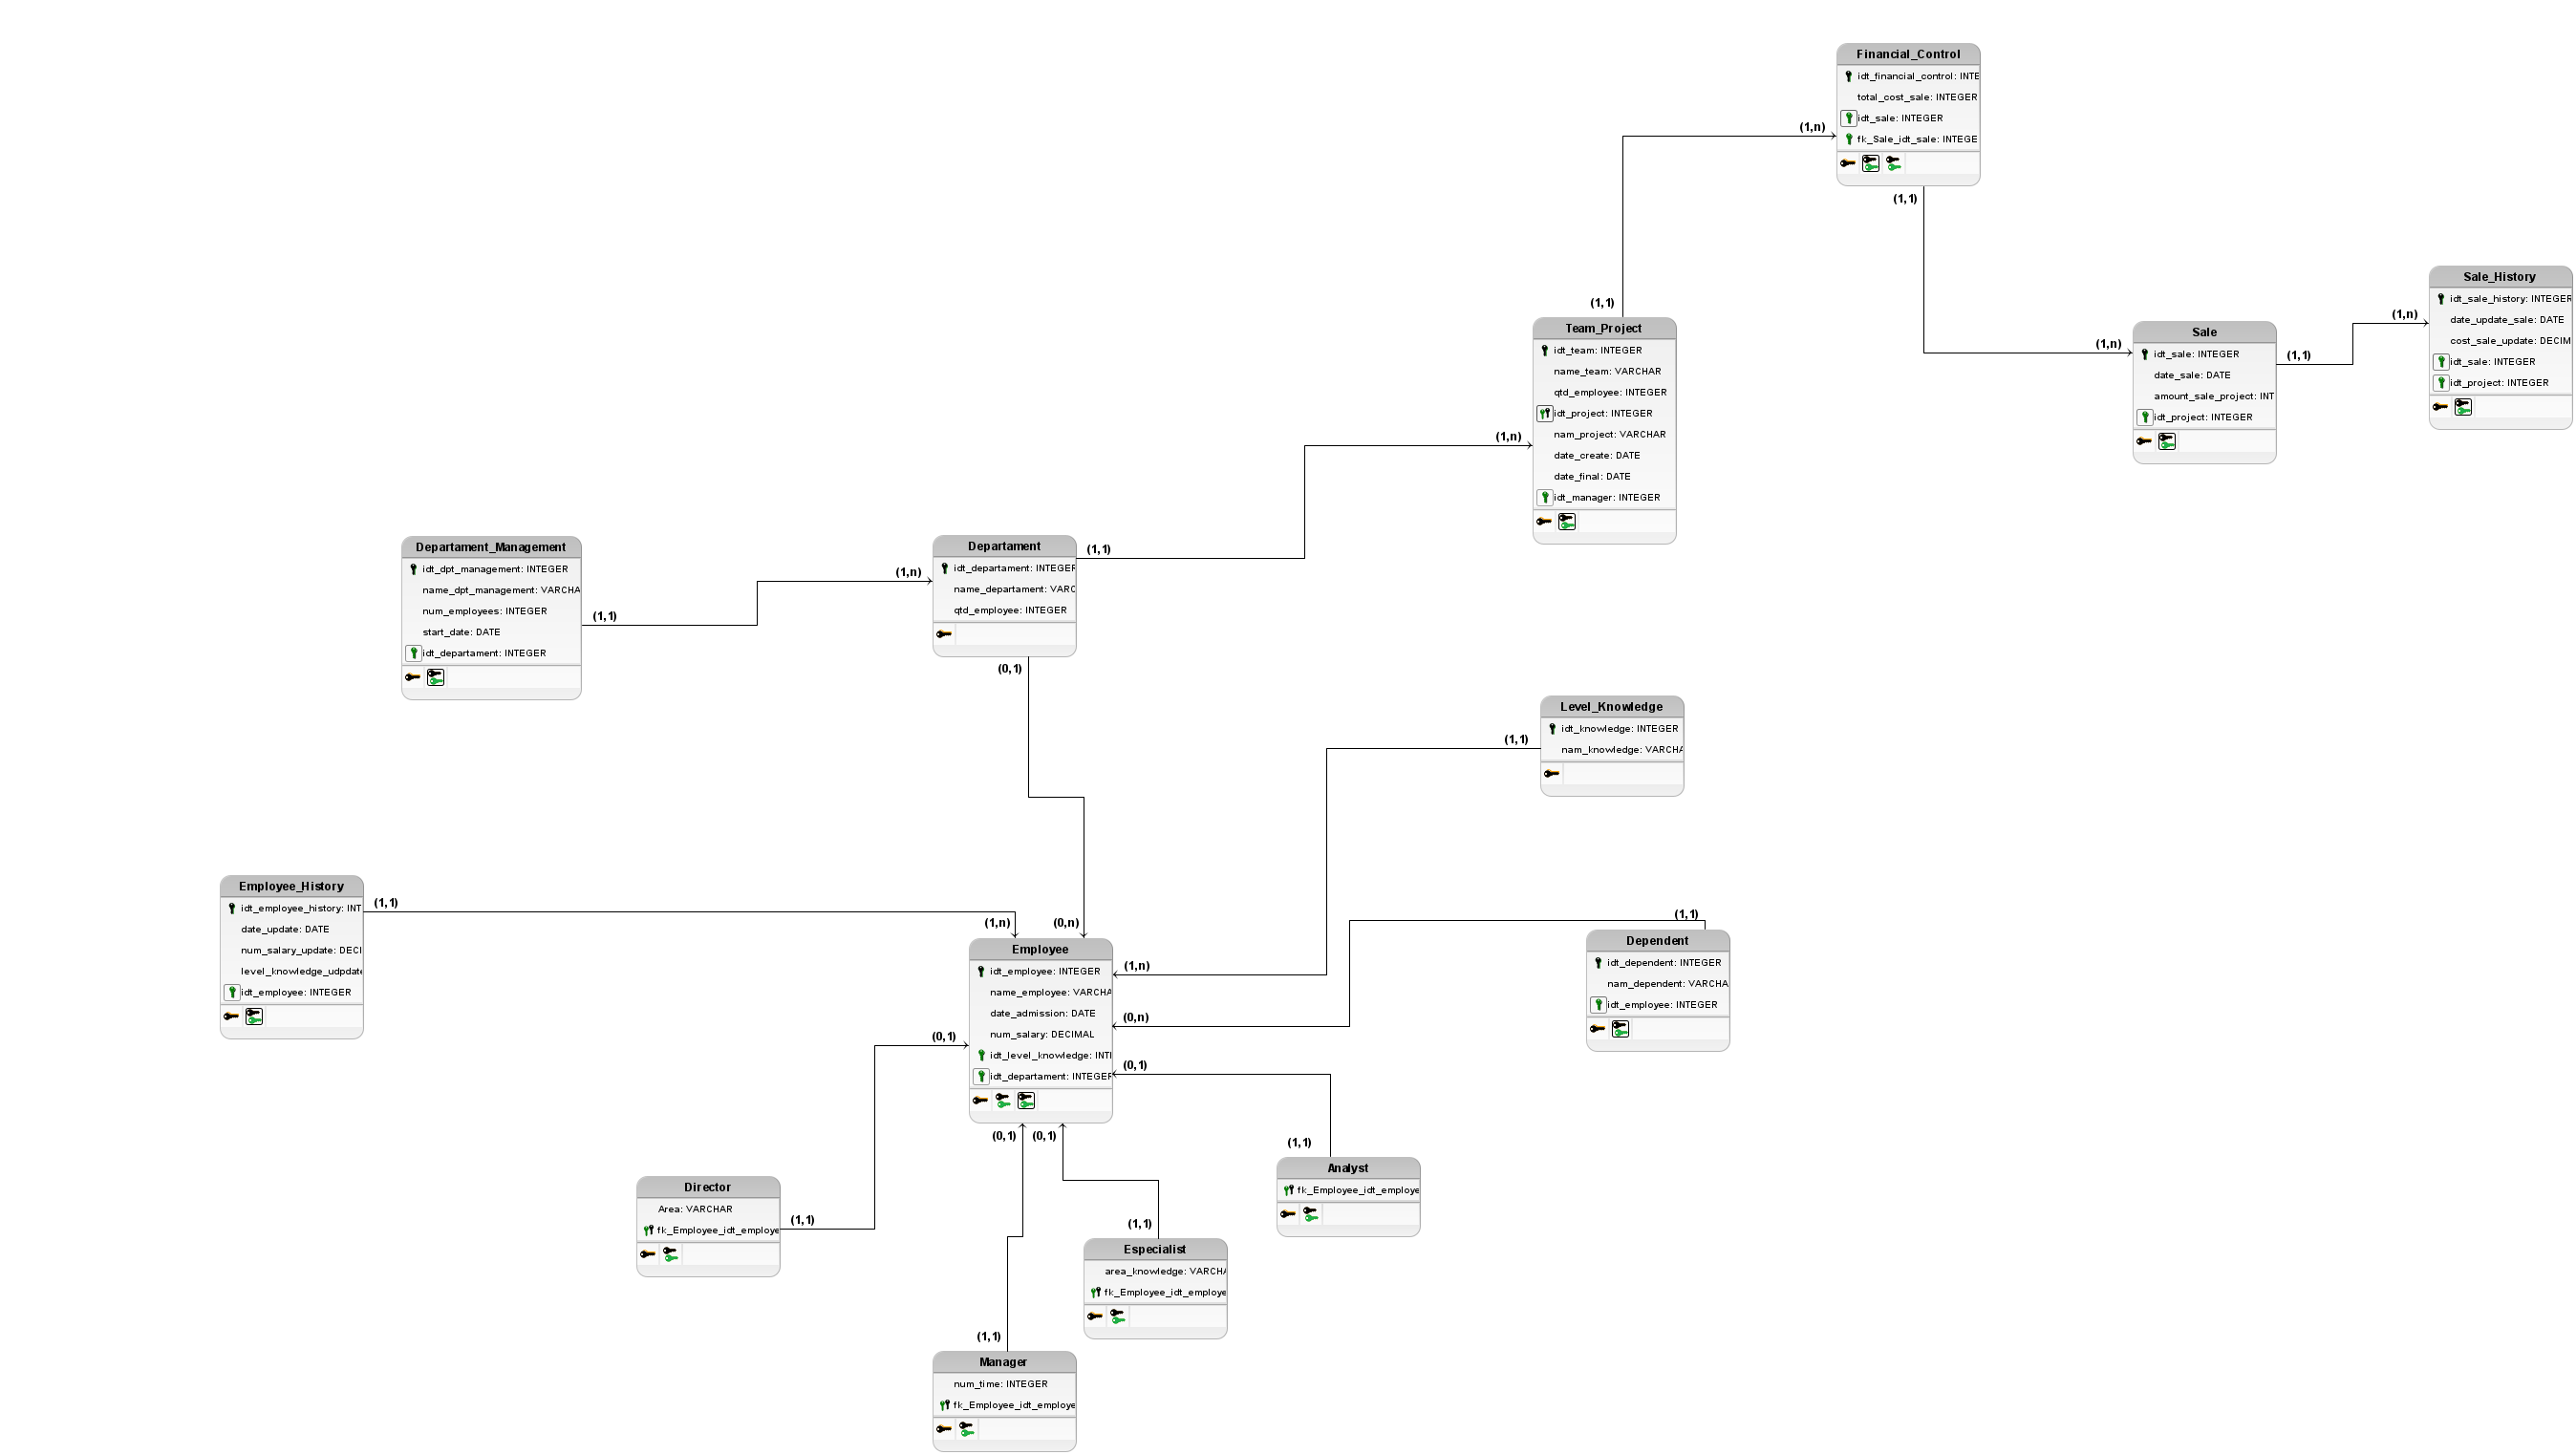 Financial_Control
idt_financial_control: INTE
total_cost_sale: INTEGER
idt_sale: INTEGER
fk_Sale_idt_sale: INTEGE
(1,n)
(1,1)
Sale_History
idt_sale_history: INTEGER
date_update_sale: DATE
cost_sale_update: DECIM
idt_sale: INTEGER
idt_project: INTEGER
(1,n)
Sale
idt_sale: INTEGER
date_sale: DATE
amount_sale_project: INT
idt_project: INTEGER
(1,n)
(1,1)
(1,1)
Team_Project
idt_team: INTEGER
name_team: VARCHAR
qtd_employee: INTEGER
idt_project: INTEGER
nam_project: VARCHAR
date_create: DATE
date_final: DATE
idt_manager: INTEGER
(1,n)
Departament_Management
idt_dpt_management: INTEGER
name_dpt_management: VARCHA
num_employees: INTEGER
start_date: DATE
idt_departament: INTEGER
(1,1)
(1,n)
Departament
idt_departament: INTEGER
name_departament: VARC
qtd_employee: INTEGER
(1,1)
(0,1)
Level_Knowledge
idt_knowledge: INTEGER
nam_knowledge: VARCHA
(1,1)
Employee_History
idt_employee_history: INT
date_update: DATE
num_salary_update: DECI
level_knowledge_udpdate
idt_employee: INTEGER
(1,1)
(1,n)
(0,n)
Employee
idt_employee: INTEGER
name_employee: VARCHA
date_admission: DATE
num_salary: DECIMAL
idt_level_knowledge: INTI
idt_departament: INTEGER
(1,n)
(0,n)
(0,1)
(0,1)
(0,1)
(0,1)
(1,1)
Dependent
idt_dependent: INTEGER
nam_dependent: VARCHA
idt_employee: INTEGER
(1,1)
Analyst
fk_Employee_idt_employe
Director
Area: VARCHAR
fk_Employee_idt_employe
(1,1)
(1,1)
Especialist
area_knowledge: VARCHA
fk_Employee_idt_employe
(1,1)
Manager
num_time: INTEGER
fk_Employee_idt_employe